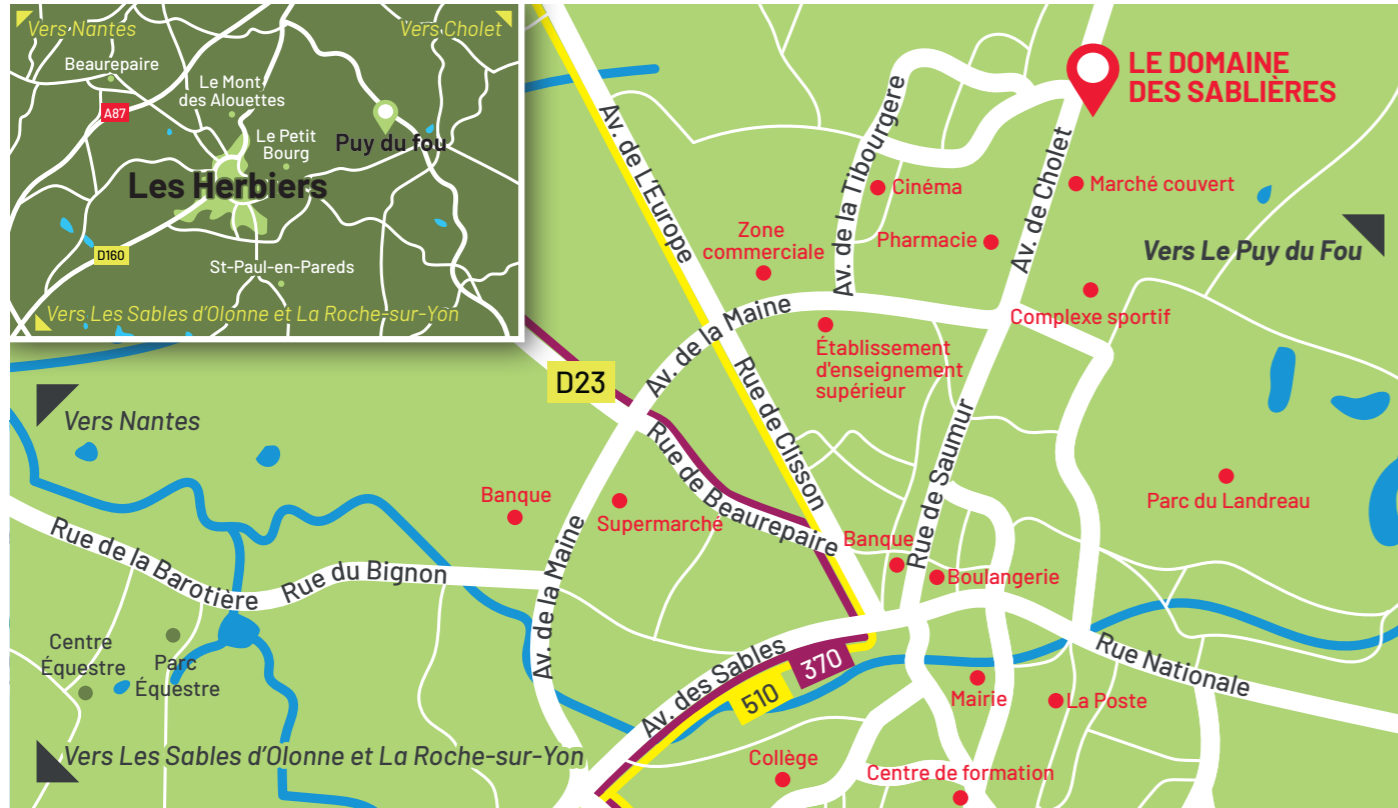 Vers Nantes
Vers Cholet
Beaurepaire
Le Mont
des Alouettes
A87
Le Petit
Bourg
Puy du fou
Les Herbiers
D160
St-Paul-en-Pareds
Vers Les Sables d'Olonne et La Roche-sur-Yon
LE DOMAINE
DES SABLIÈRES
Av. de L'Europe
Av. de la Tibourgere
Av. de Cholet
Cinéma
Marché couvert
Pharmacie
Zone
commerciale
Vers Le Puy du Fou
Av. de la Maine
Complexe sportif
Établissement
d'enseignement
supérieur
D23
Vers Nantes
Rue de Clisson
Rue de Beaurepaire
Rue de Saumur
Banque
Supermarché
Parc du Landreau
Banque
Boulangerie
Rue de la Barotière
Rue du Bignon
Av. de la Maine
Centre
Équestre
Parc
Équestre
Av. des Sables
370
510
Rue Nationale
Mairie
La Poste
Vers Les Sables d'Olonne et La Roche-sur-Yon
Collège
Centre de formation